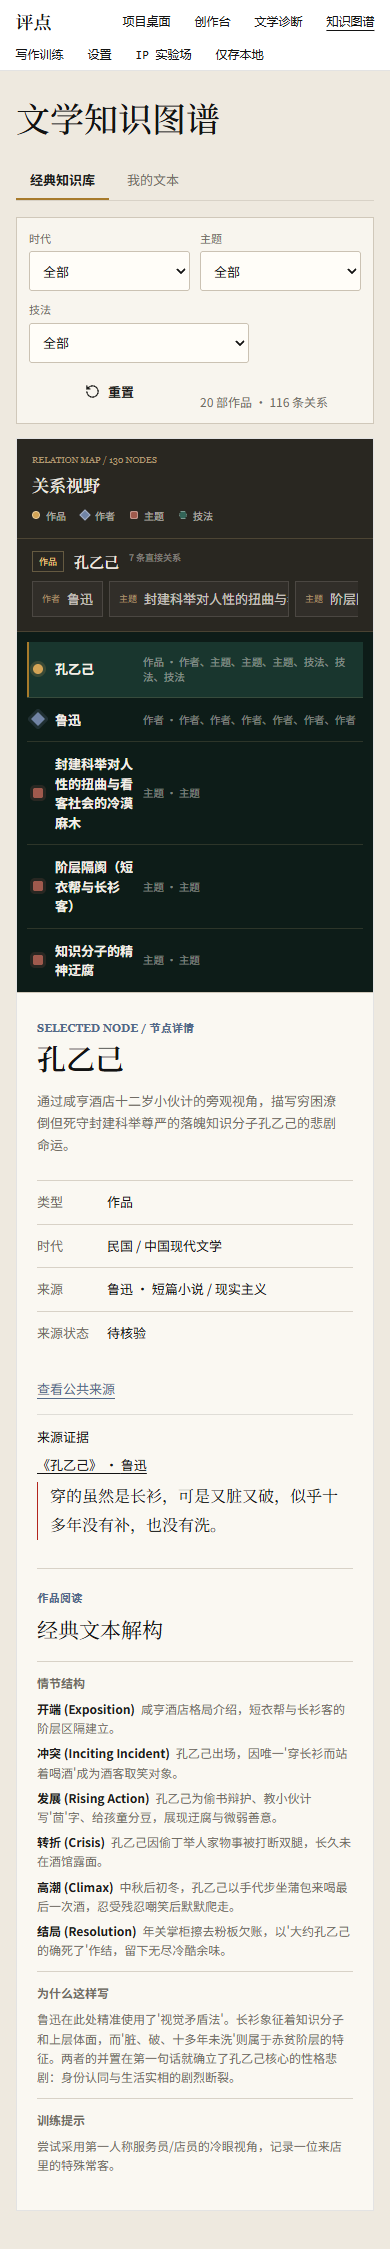 评点
项目桌面 创作台 文学诊断 知识图谱
写作训练 设置 IP 实验场 仅存本地
文学知识图谱
经典知识库 我的文本
时代 主题
全部 全部
技法
全部
重置
20 部作品 · 116 条关系
RELATION MAP / 130 NODES
关系视野
作品 作者 主题 技法
作品 孔乙己 7 条直接关系
作者 鲁迅 主题 封建科举对人性的扭曲与 主题 阶层
孔乙己
作品 · 作者、主题、主题、主题、技法、技
法、技法
鲁迅
作者 · 作者、作者、作者、作者、作者、作者
封建科举对人
性的扭曲与看
客社会的冷漠
麻木
主题 · 主题
阶层隔阂（短
衣帮与长衫
客）
主题 · 主题
知识分子的精
神迂腐
主题 · 主题
SELECTED NODE / 节点详情
孔乙己
通过咸亨酒店十二岁小伙计的旁观视角，描写穷困潦
倒但死守封建科举尊严的落魄知识分子孔乙己的悲剧
命运。
类型 作品
时代 民国 / 中国现代文学
来源 鲁迅 · 短篇小说 / 现实主义
来源状态 待核验
查看公共来源
来源证据
《孔乙己》 · 鲁迅
穿的虽然是长衫，可是又脏又破，似乎十
多年没有补，也没有洗。
作品阅读
经典文本解构
情节结构
开端 (Exposition) 咸亨酒店格局介绍，短衣帮与长衫客的
阶层区隔建立。
冲突 (Inciting Incident) 孔乙己出场，因唯一'穿长衫而站
着喝酒'成为酒客取笑对象。
发展 (Rising Action) 孔乙己为偷书辩护、教小伙计
写'茴'字、给孩童分豆，展现迂腐与微弱善意。
转折 (Crisis) 孔乙己因偷丁举人家物事被打断双腿，长久未
在酒馆露面。
高潮 (Climax) 中秋后初冬，孔乙己以手代步坐蒲包来喝最
后一次酒，忍受残忍嘲笑后默默爬走。
结局 (Resolution) 年关掌柜擦去粉板欠账，以'大约孔乙己
的确死了'作结，留下无尽冷酷余味。
为什么这样写
鲁迅在此处精准使用了'视觉矛盾法'。长衫象征着知识分子
和上层体面，而'脏、破、十多年未洗'则属于赤贫阶层的特
征。两者的并置在第一句话就确立了孔乙己核心的性格悲
剧：身份认同与生活实相的剧烈断裂。
训练提示
尝试采用第一人称服务员/店员的冷眼视角，记录一位来店
里的特殊常客。